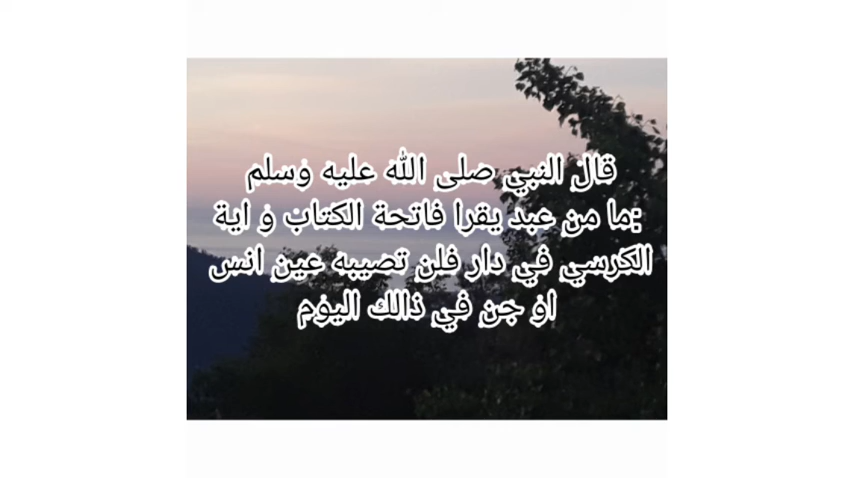 قال النبي صلى الله عليه وسلم
:ما من عبد يقرا فاتحة الكتاب و اية
الكرسي في دار فلن تصيبه عين انس
او جن في ذالك اليوم